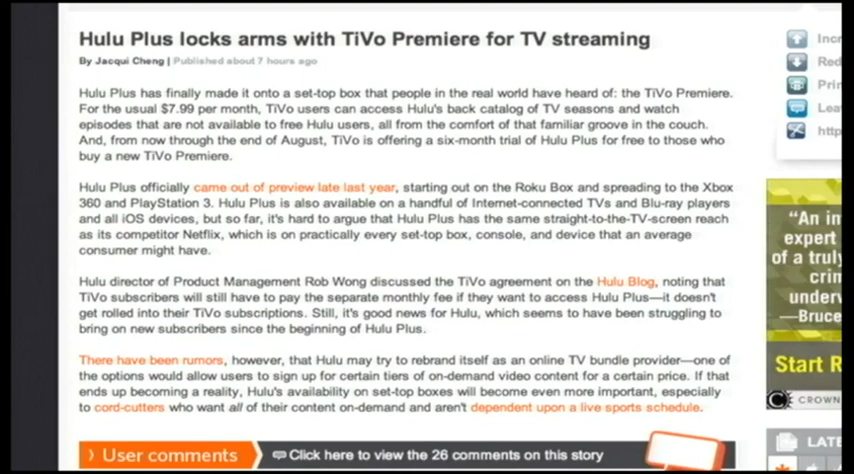 Hulu Plus locks arms with TiVo Premiere for TV streaming
By Jacqui Cheng | Published about 7 hours ago
Hulu Plus has finally made it onto a set-top box that people in the real world have heard of: the TiVo Premiere.
For the usual $7.99 per month, TiVo users can access Hulu's back catalog of TV seasons and watch
episodes that are not available to free Hulu users, all from the comfort of that familiar groove in the couch.
And, from now through the end of August, TiVo is offering a six-month trial of Hulu Plus for free to those who
buy a new TiVo Premiere.
Hulu Plus officially came out of preview late last year, starting out on the Roku Box and spreading to the Xbox
360 and PlayStation 3. Hulu Plus is also available on a handful of Internet-connected TVs and Blu-ray players
and all iOS devices, but so far, it's hard to argue that Hulu Plus has the same straight-to-the-TV-screen reach
as its competitor Netflix, which is on practically every set-top box, console, and device that an average
consumer might have.
Hulu director of Product Management Rob Wong discussed the TiVo agreement on the Hulu Blog, noting that
TiVo subscribers will still have to pay the separate monthly fee if they want to access Hulu Plus—it doesn't
get rolled into their TiVo subscriptions. Still, it's good news for Hulu, which seems to have been struggling to
bring on new subscribers since the beginning of Hulu Plus.
There have been rumors, however, that Hulu may try to rebrand itself as an online TV bundle provider—one of
the options would allow users to sign up for certain tiers of on-demand video content for a certain price. If that
ends up becoming a reality, Hulu's availability on set-top boxes will become even more important, especially
to cord-cutters who want all of their content on-demand and aren't dependent upon a live sports schedule.
User comments
Click here to view the 26 comments on this story
Incr
Red
Prin
Lea
http
"An in
expert
of a truly
crim
underv
—Bruce
Start R
CROWN
LATE